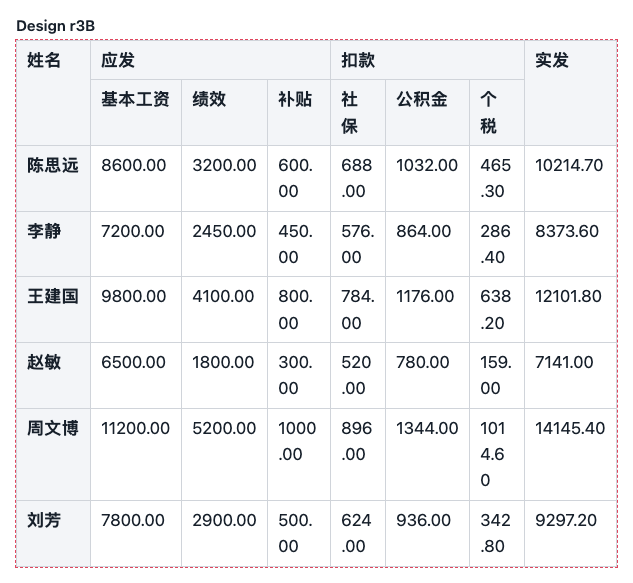 Design r3B
姓名 应发 扣款 实发
基本工资 绩效 补贴 社保 公积金 个税
陈思远 8600.00 3200.00 600.00 688.00 1032.00 465.30 10214.70
李静 7200.00 2450.00 450.00 576.00 864.00 286.40 8373.60
王建国 9800.00 4100.00 800.00 784.00 1176.00 638.20 12101.80
赵敏 6500.00 1800.00 300.00 520.00 780.00 159.00 7141.00
周文博 11200.00 5200.00 1000.00 896.00 1344.00 1014.60 14145.40
刘芳 7800.00 2900.00 500.00 624.00 936.00 342.80 9297.20